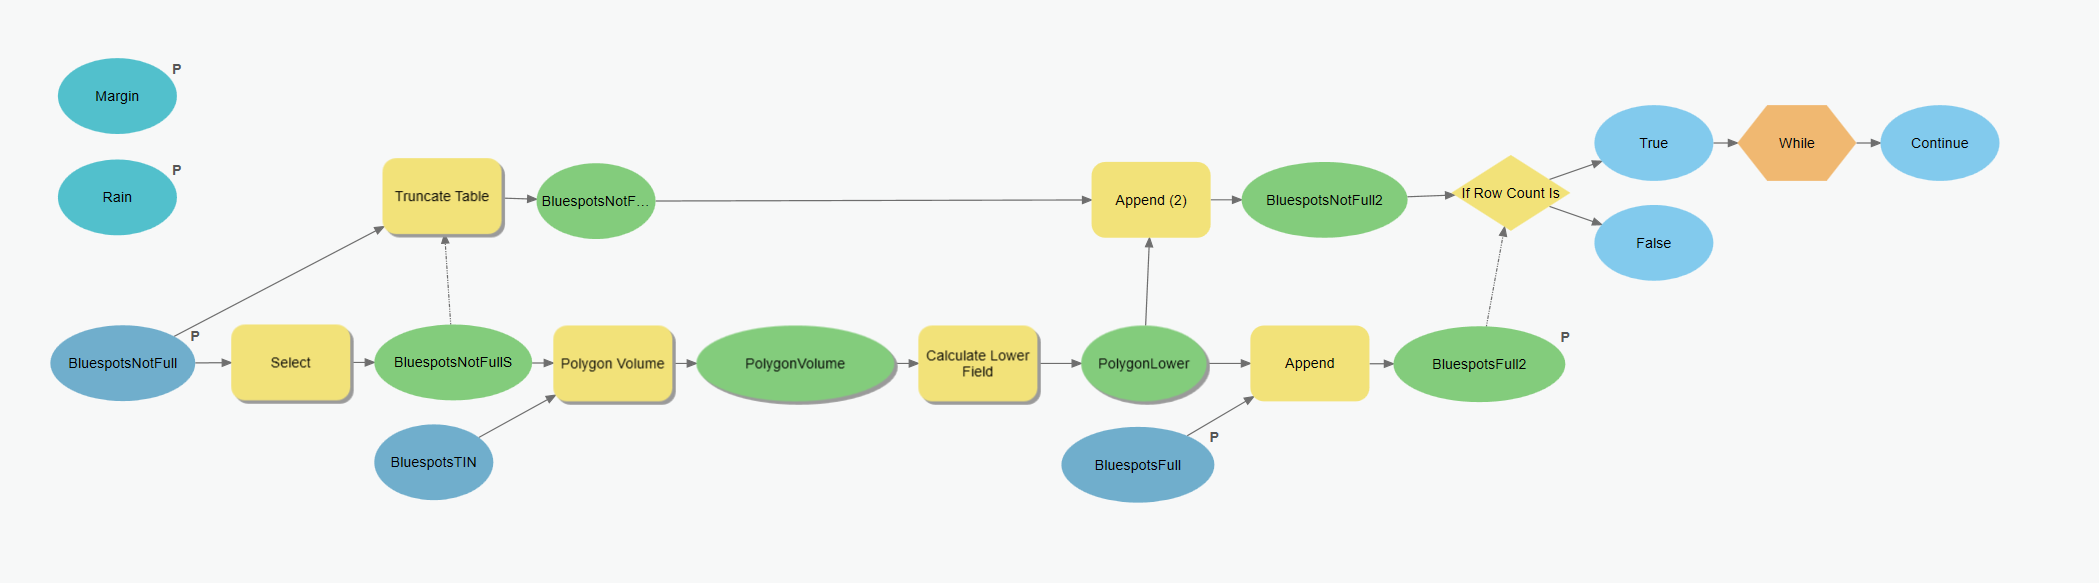 P
Margin
P
Rain
Truncate Table
BluespotsNotF...
Append (2)
BluespotsNotFull2
If Row Count Is
True
While
Continue
False
P
BluespotsNotFull
Select
BluespotsNotFullS
Polygon Volume
PolygonVolume
Calculate Lower
Field
PolygonLower
Append
P
BluespotsFull2
BluespotsTIN
P
BluespotsFull